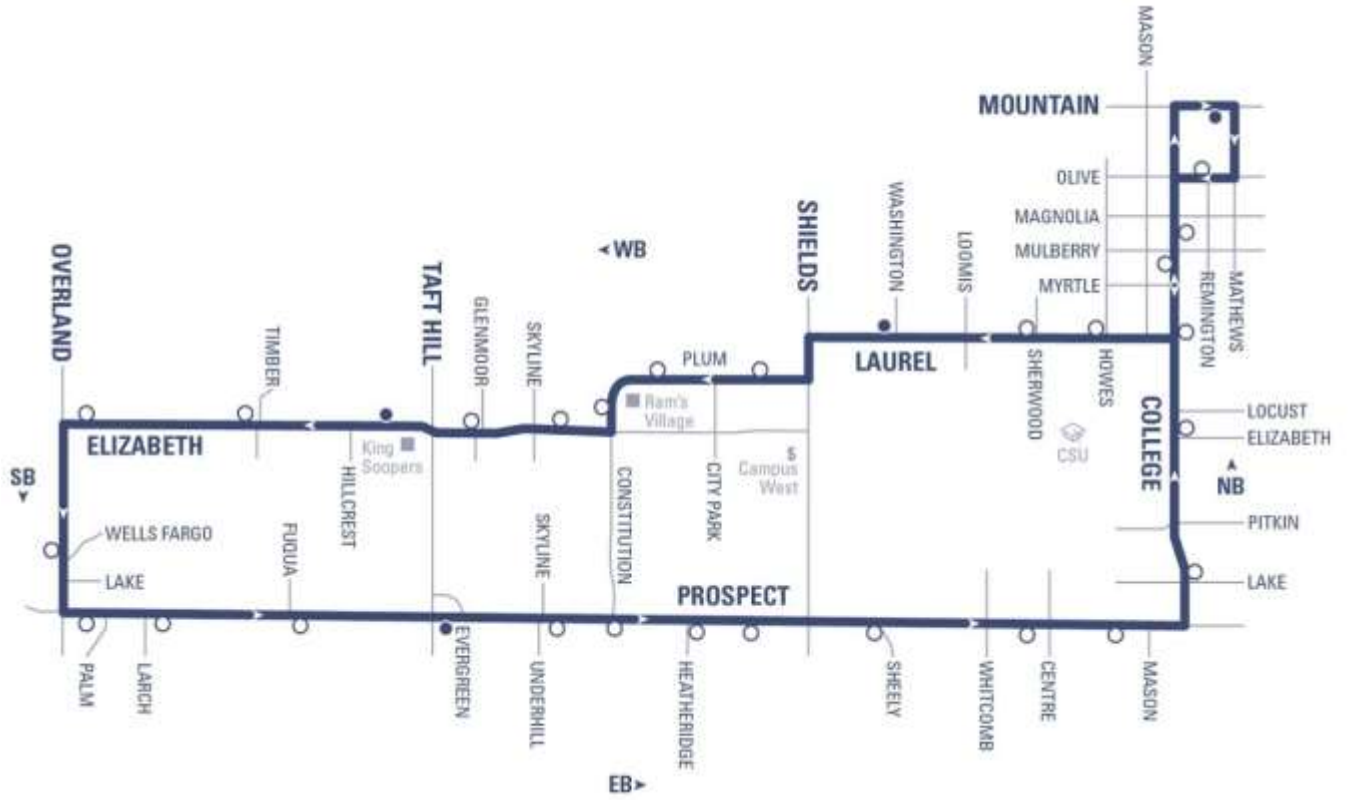 MASON
MOUNTAIN
OLIVE
MAGNOLIA
MULBERRY
MYRTLE
REMINGTON
MATHEWS
WASHINGTON
LOOMIS
SHIELDS
◄WB
OVERLAND
TAFT HILL
TIMBER
GLENMOOR
SKYLINE
PLUM
LAUREL
SHERWOOD
HOWES
COLLEGE
Ram's
Village
LOCUST
ELIZABETH
ELIZABETH
King
Soopers
HILLCREST
$
Campus
West
CITY PARK
CSU
NB
SB
CONSTITUTION
WELLS FARGO
FUQUA
SKYLINE
PITKIN
LAKE
PROSPECT
LAKE
PALM
LARCH
EVERGREEN
UNDERHILL
HEATHERIDGE
SHEELY
WHITCOMB
CENTRE
MASON
EB►